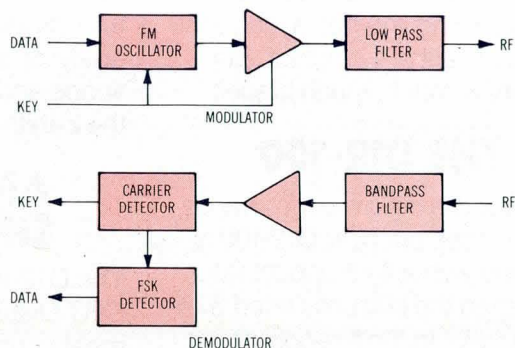 DATA
FM
OSCILLATOR
LOW PASS
FILTER
RF
KEY
MODULATOR
KEY
CARRIER
DETECTOR
BANDPASS
FILTER
RF
DATA
FSK
DETECTOR
DEMODULATOR